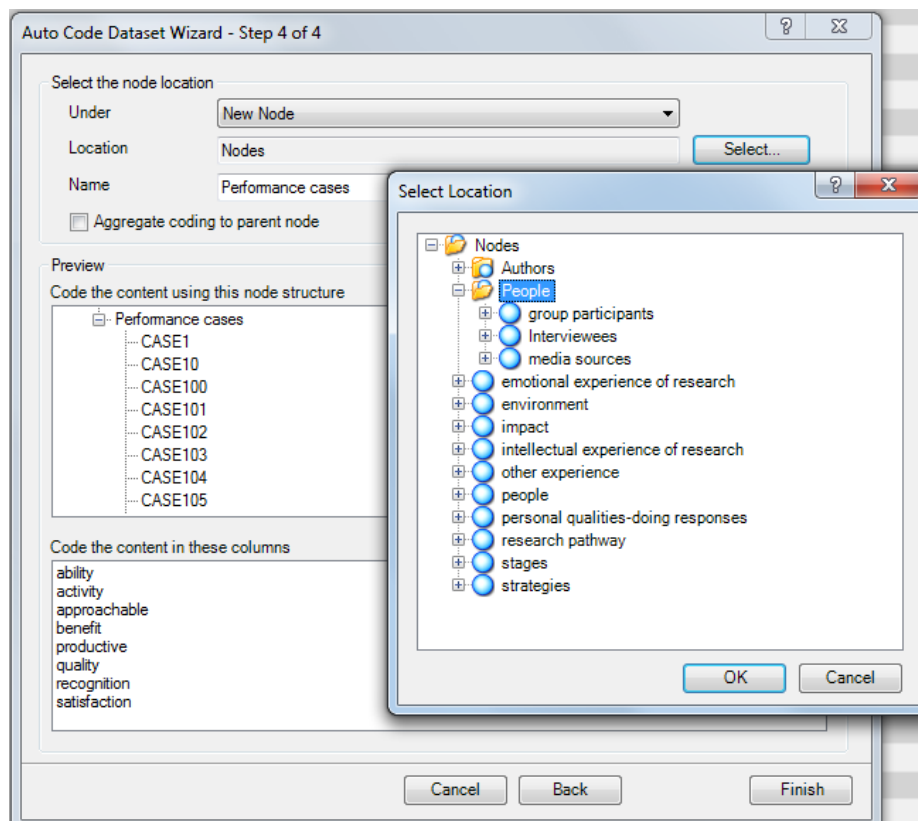 Auto Code Dataset Wizard - Step 4 of 4
Select the node location
Under New Node
Location Nodes Select...
Name Performance cases
Aggregate coding to parent node
Preview
Code the content using this node structure
Performance cases
CASE1
CASE10
CASE100
CASE101
CASE102
CASE103
CASE104
CASE105
Code the content in these columns
ability
activity
approachable
benefit
productive
quality
recognition
satisfaction
Cancel Back Finish
Select Location
Nodes
Authors
People
group participants
Interviewees
media sources
emotional experience of research
environment
impact
intellectual experience of research
other experience
people
personal qualities-doing responses
research pathway
stages
strategies
OK Cancel